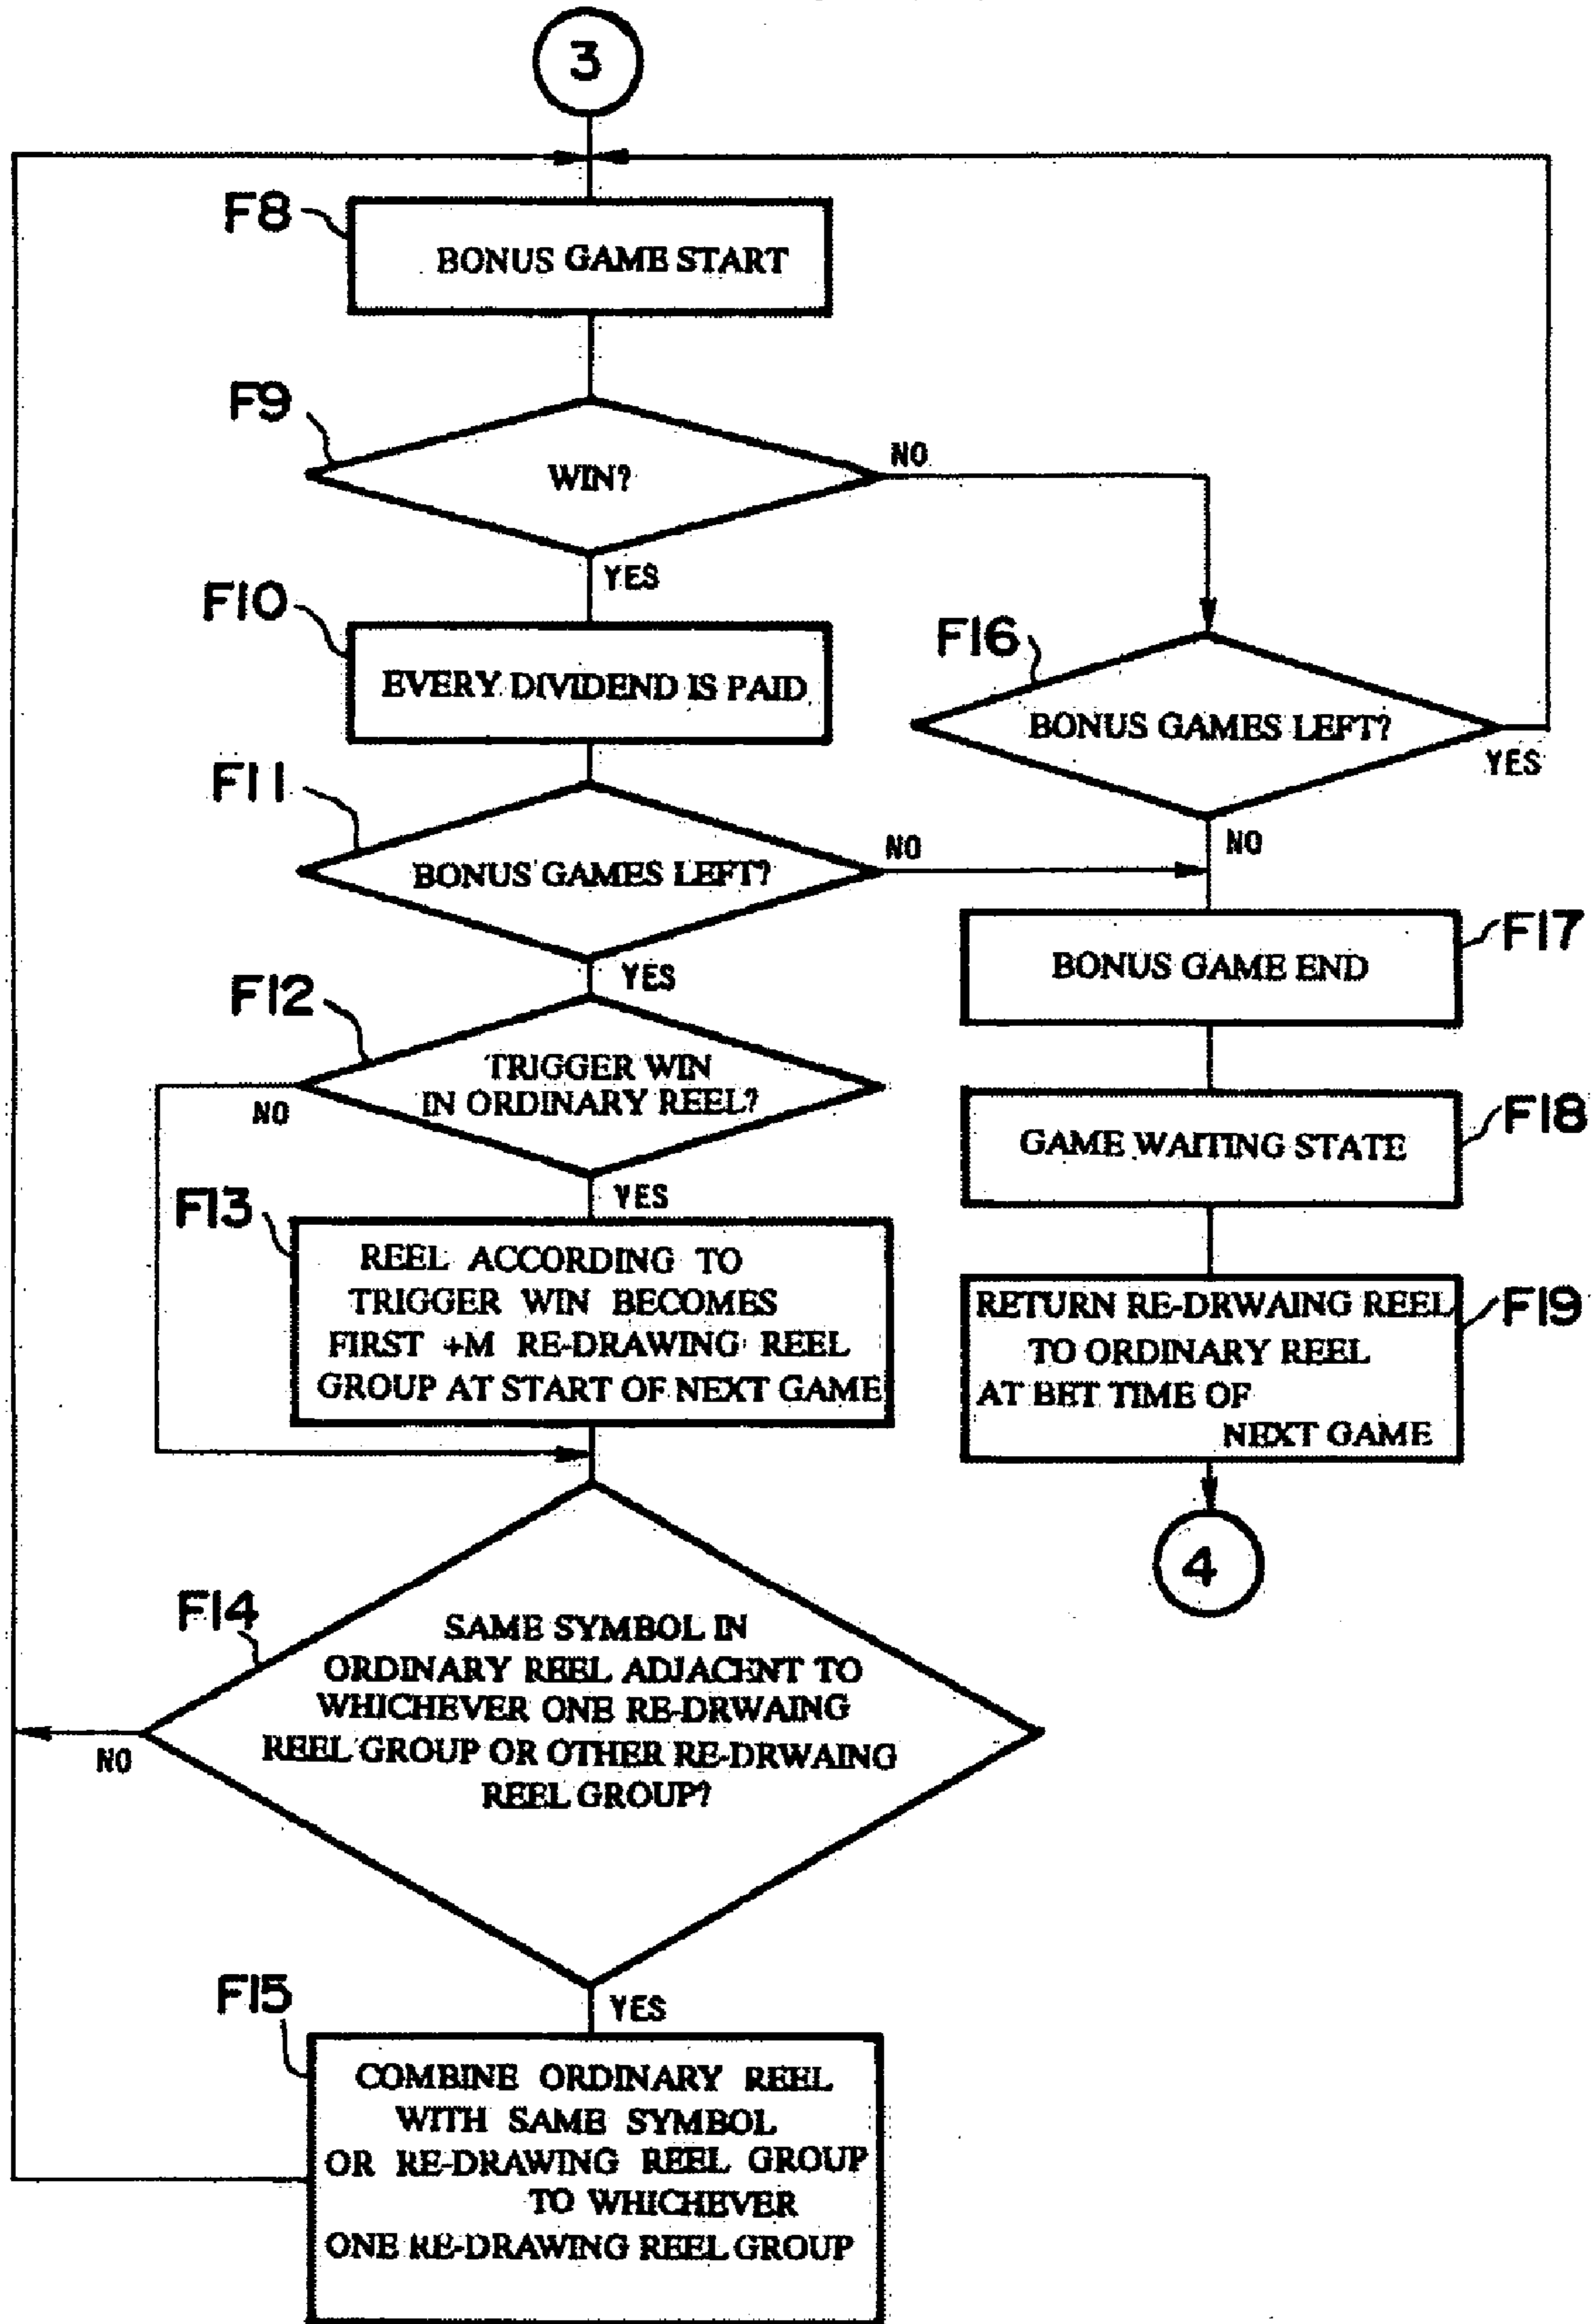 3
F8
BONUS GAME START
F9
WIN?
NO
YES
F10
EVERY DIVIDEND IS PAID
F16
BONUS GAMES LEFT?
YES
NO
F11
BONUS GAMES LEFT?
NO
YES
F17
BONUS GAME END
F12
TRIGGER WIN
IN ORDINARY REEL?
NO
YES
F18
GAME WAITING STATE
F13
REEL ACCORDING TO
TRIGGER WIN BECOMES
FIRST +M RE-DRAWING REEL
GROUP AT START OF NEXT GAME
F19
RETURN RE-DRWAING REEL
TO ORDINARY REEL
AT BET TIME OF
NEXT GAME
4
F14
SAME SYMBOL IN
ORDINARY REEL ADJACENT TO
WHICHEVER ONE RE-DRWAING
REEL GROUP OR OTHER RE-DRWAING
REEL GROUP?
NO
YES
F15
COMBINE ORDINARY REEL
WITH SAME SYMBOL
OR RE-DRAWING REEL GROUP
TO WHICHEVER
ONE RE-DRAWING REEL GROUP